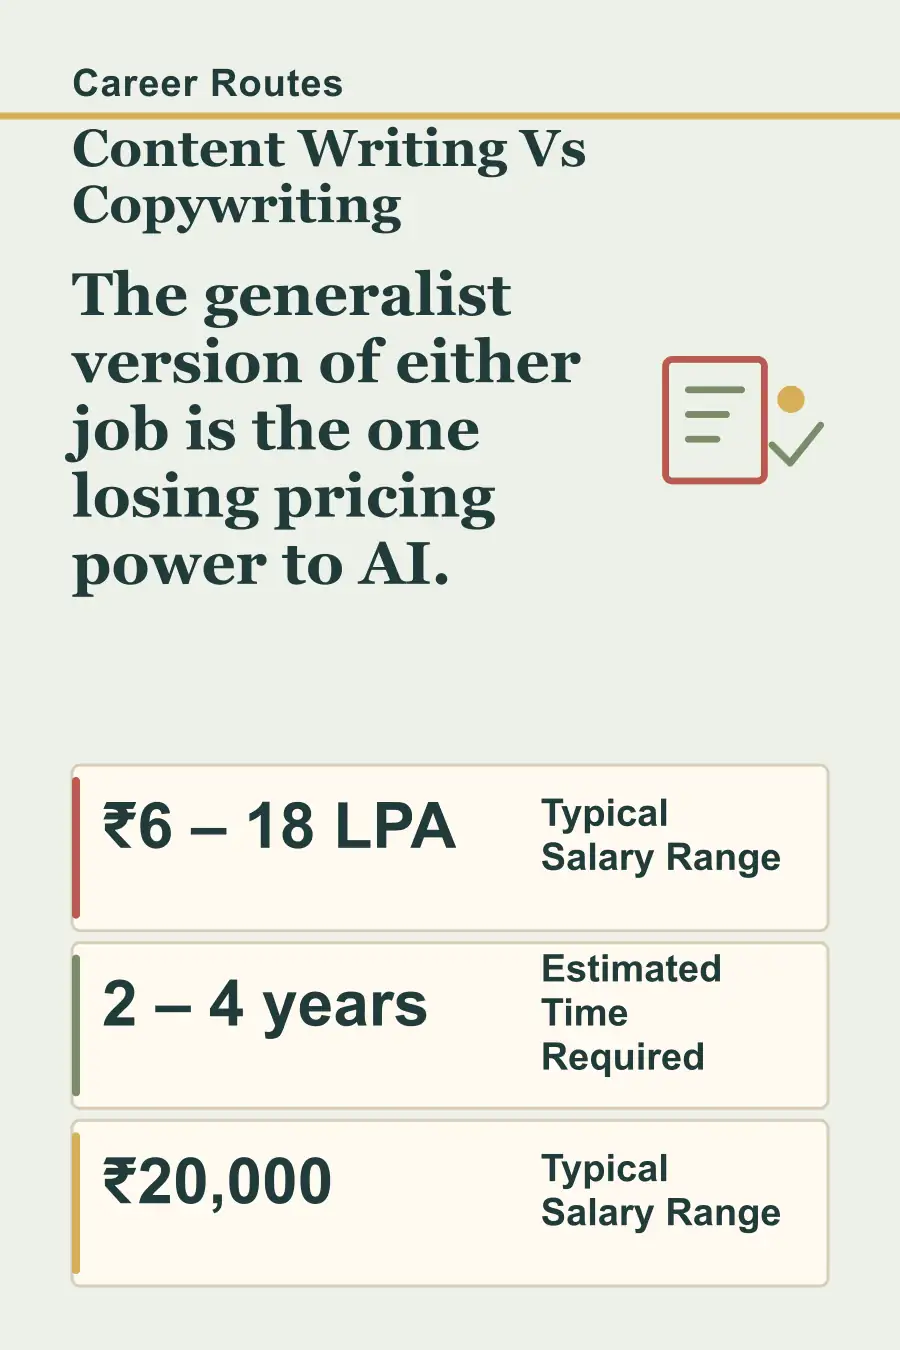 Career Routes
Content Writing Vs
Copywriting
The generalist
version of either
job is the one
losing pricing
power to AI.
₹6 – 18 LPA
Typical
Salary Range
2 – 4 years
Estimated
Time
Required
₹20,000
Typical
Salary Range